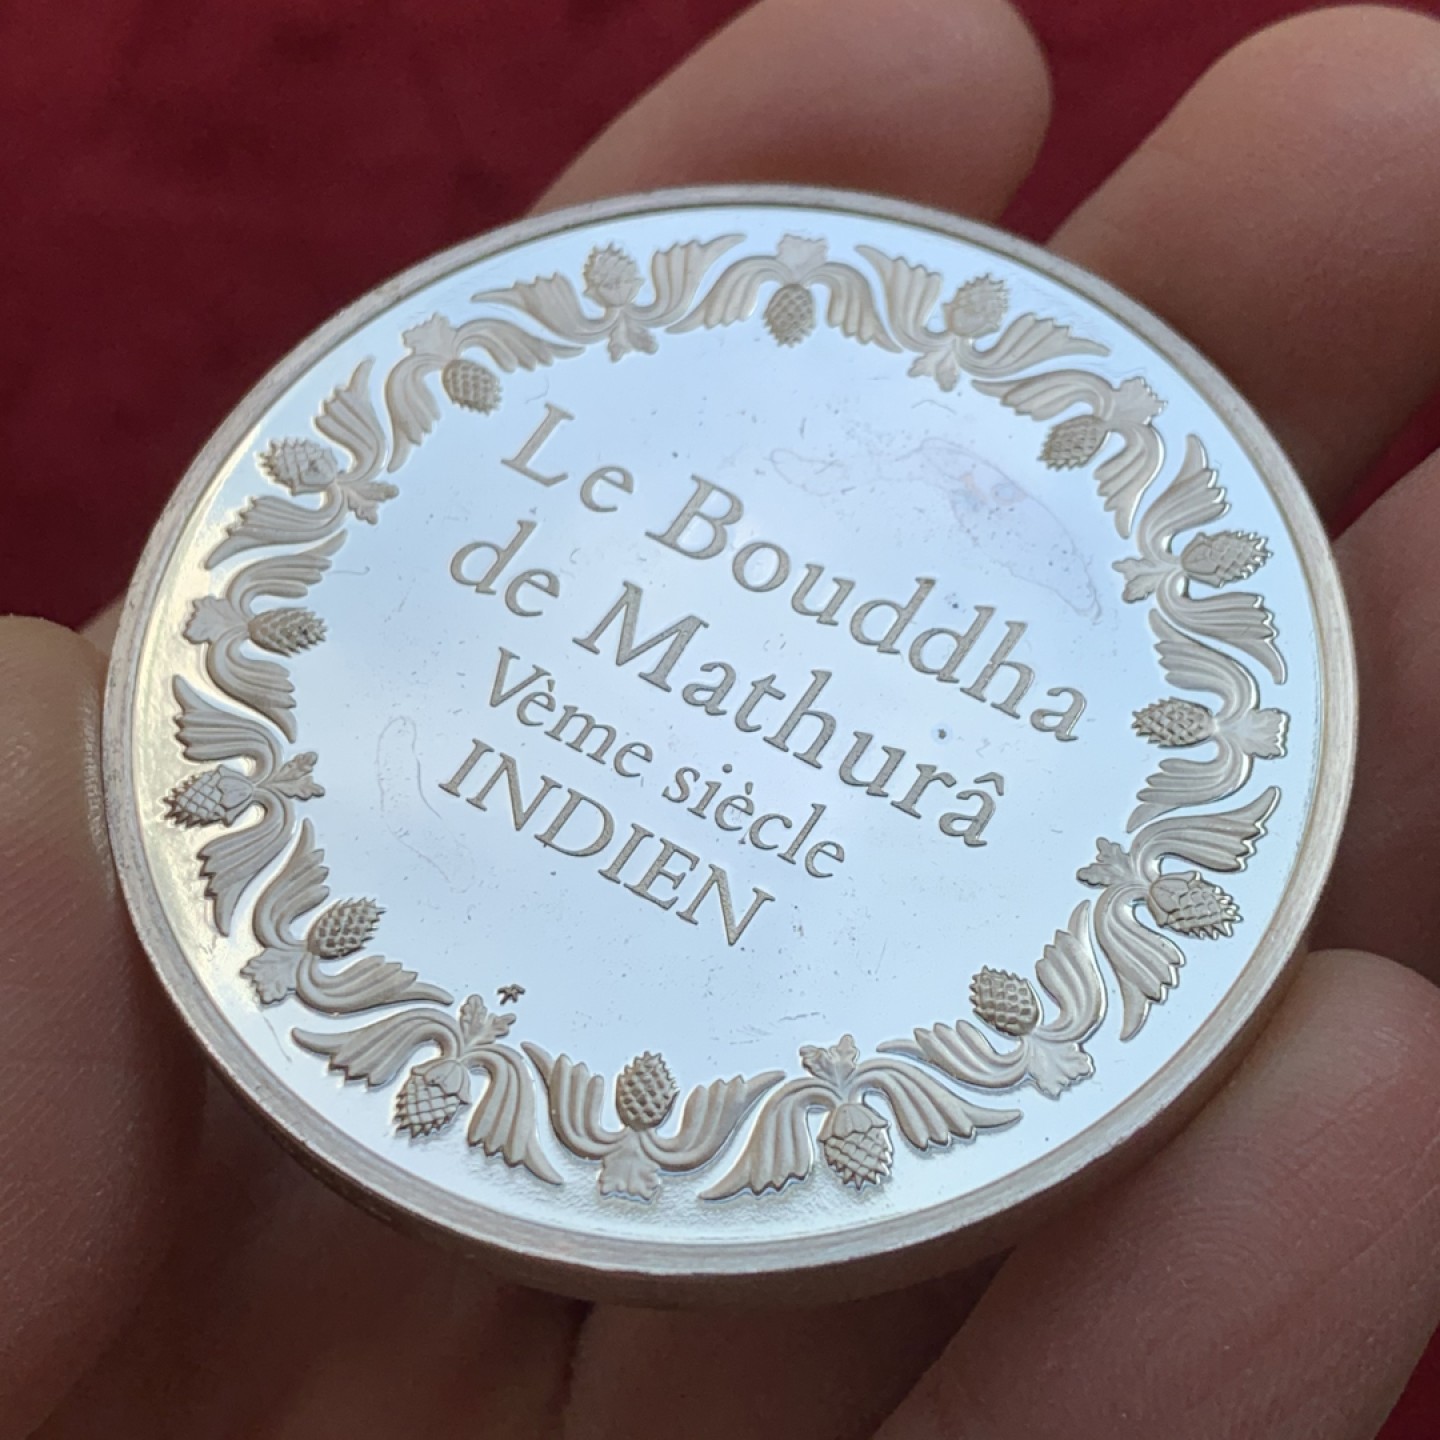 Le Bouddha
de Mathurâ
Vème siècle
INDIEN